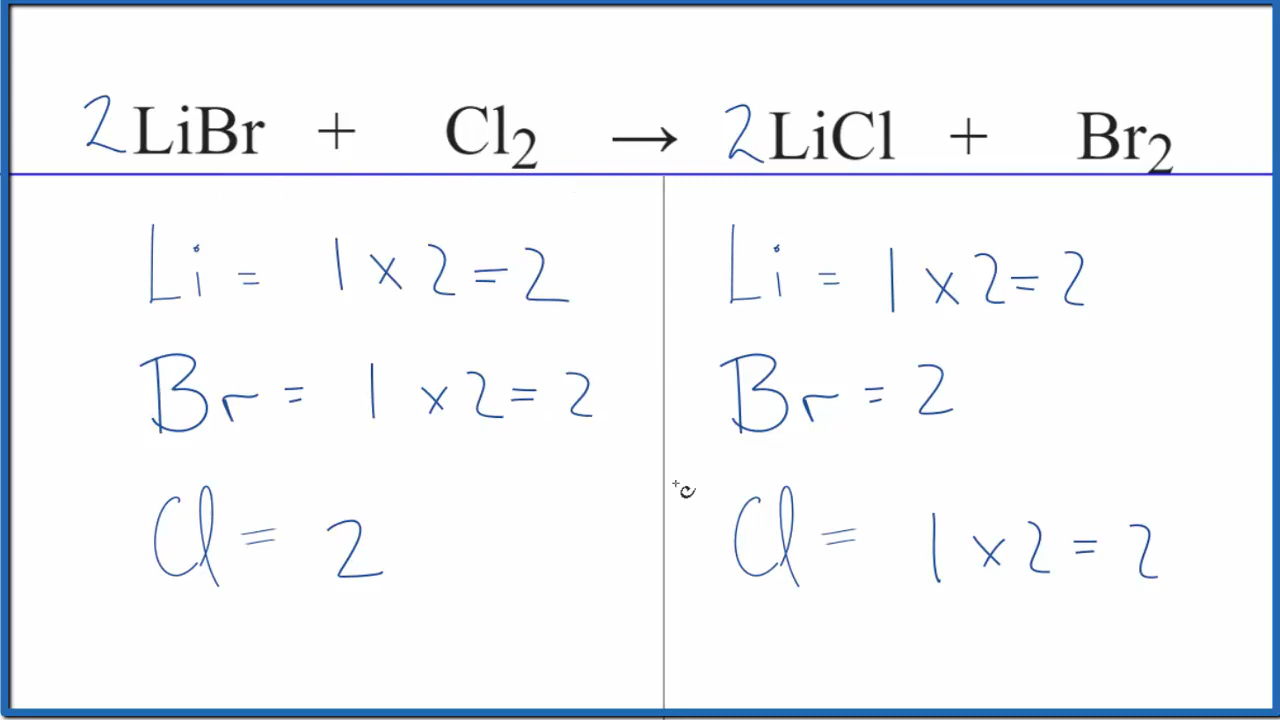 2LiBr + Cl₂ → 2LiCl + Br₂
Li = 1 x 2 = 2
Br = 1 x 2 = 2
Cl = 2
Li = 1 x 2 = 2
Br = 2
Cl = 1 x 2 = 2